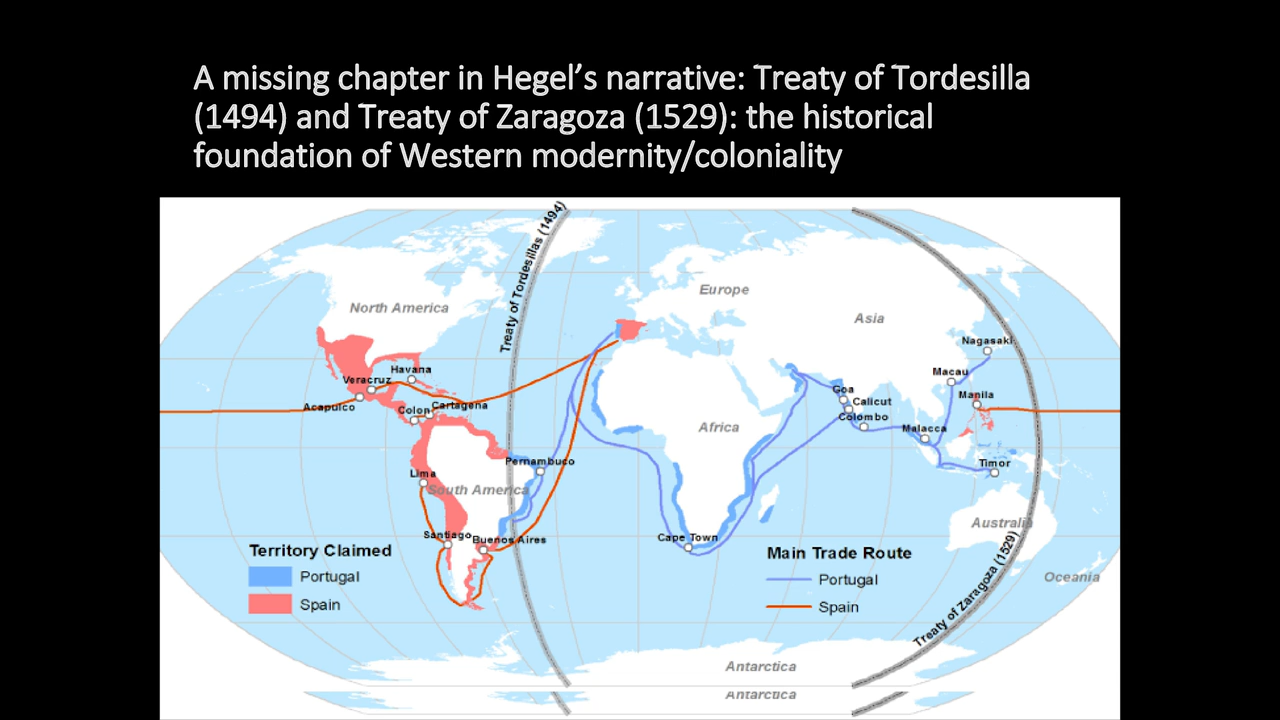 A missing chapter in Hegel’s narrative: Treaty of Tordesilla
(1494) and Treaty of Zaragoza (1529): the historical
foundation of Western modernity/coloniality
Treaty of Tordesillas (1494)
Europe
North America
Asia
Nagasaki
Havana
Veracruz
Macau
Goa
Manila
Acapulco
Colon
Cartagena
Calicut
Colombo
Africa
Malacca
Pernambuco
Lima
Timor
South America
Australia
Santiago
Buenos Aires
Cape Town
Territory Claimed
Portugal
Spain
Main Trade Route
Portugal
Spain
Oceania
Treaty of Zaragoza (1529)
Antarctica
Antarctica